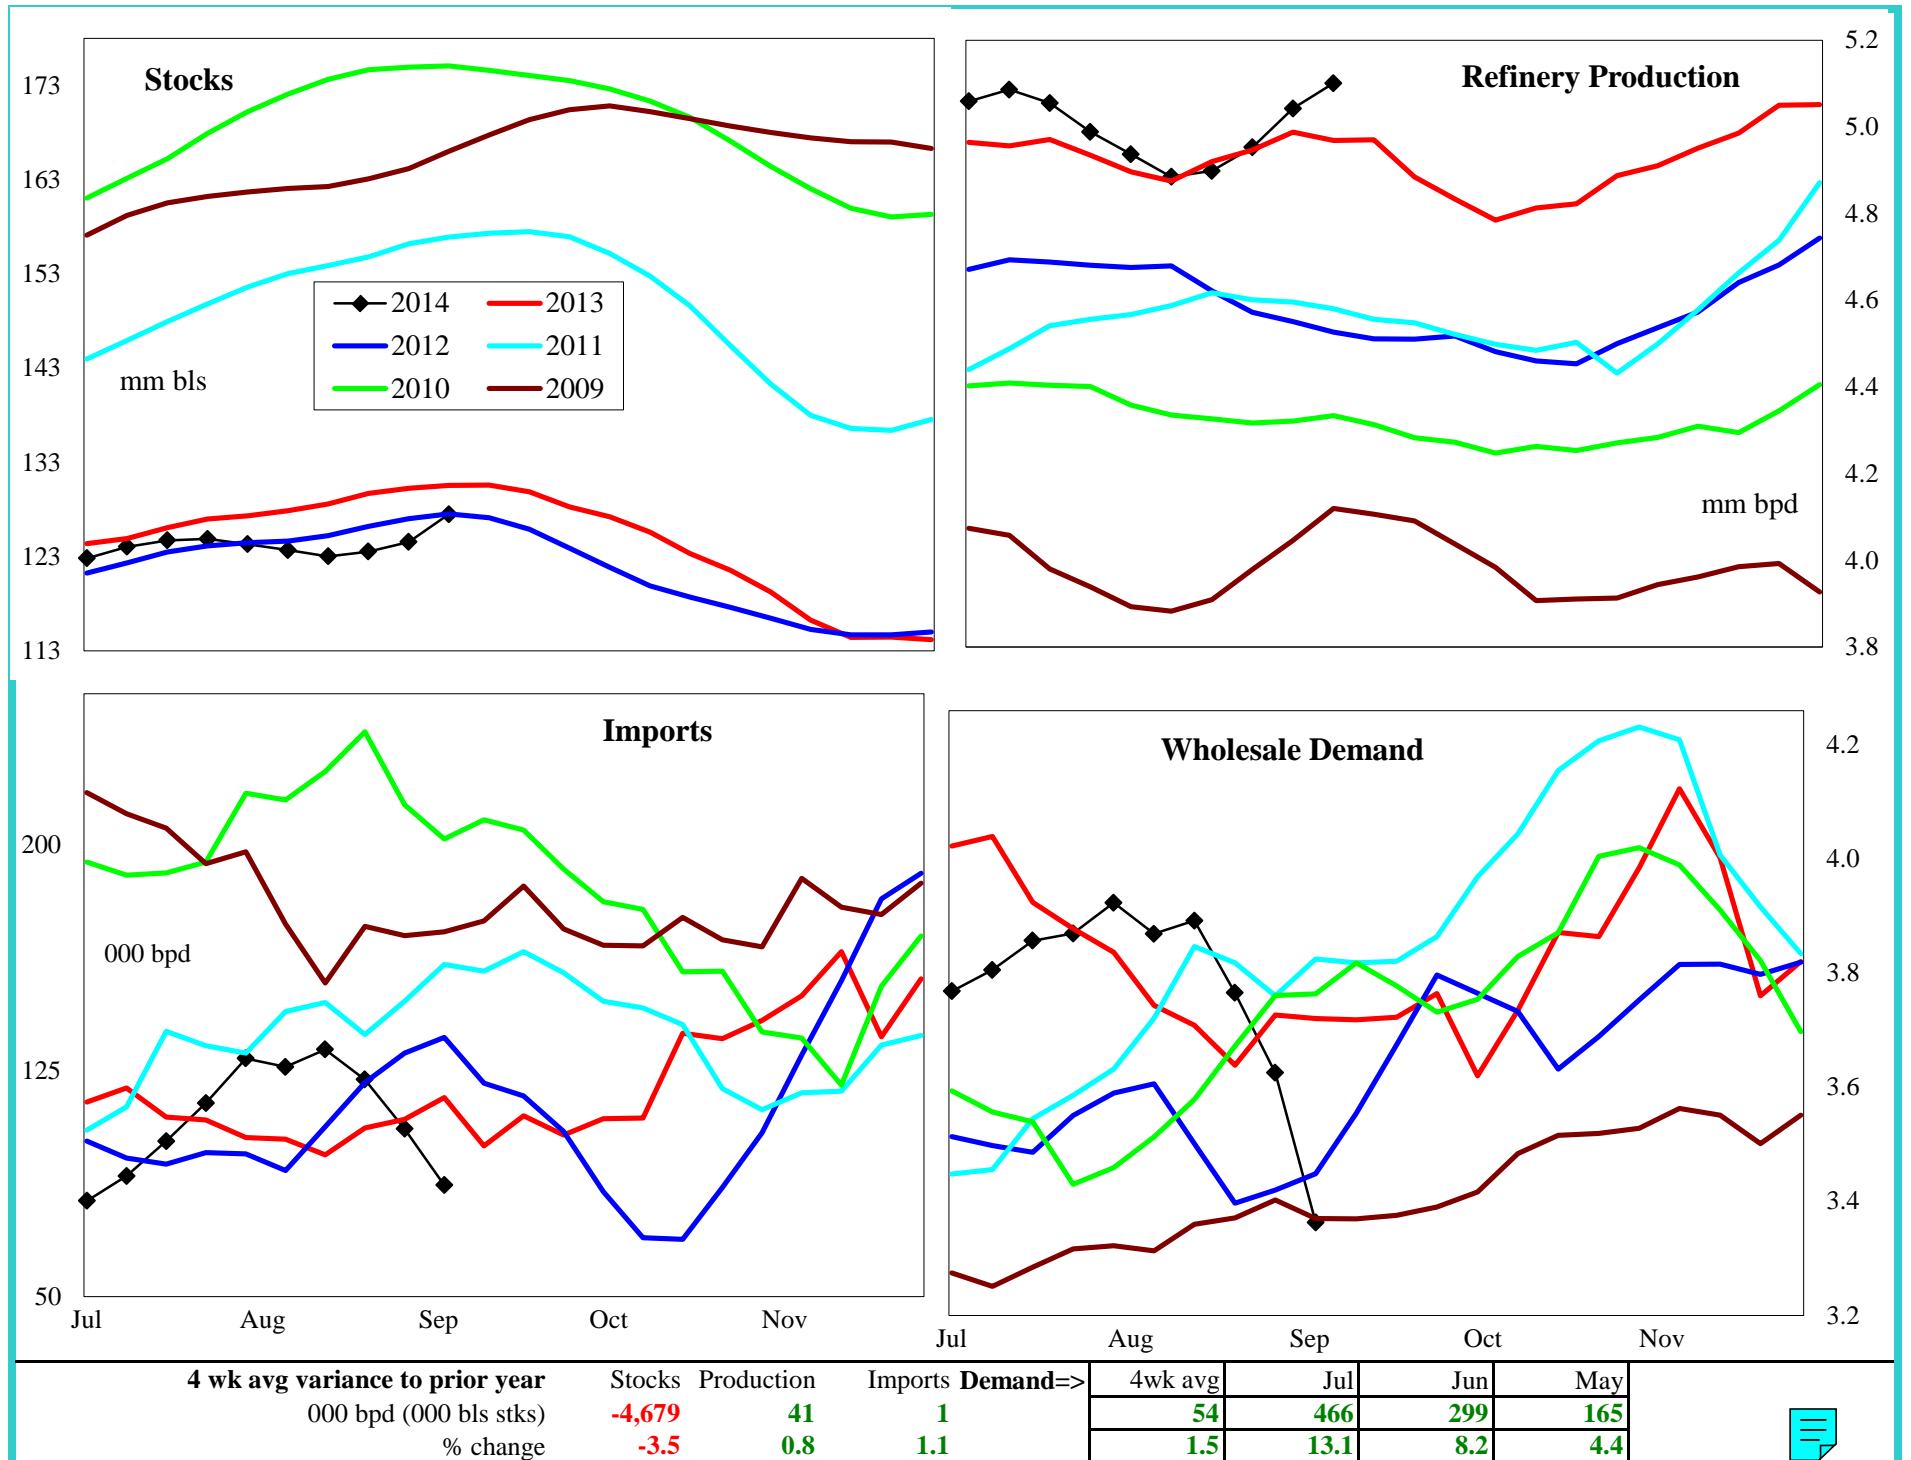 Stocks
173
163
153
143
133
123
113
mm bls
2014
2013
2012
2011
2010
2009
Refinery Production
5.2
5.0
4.8
4.6
4.4
4.2
4.0
3.8
mm bpd
Imports
200
125
50
000 bpd
Jul Aug Sep Oct Nov
Wholesale Demand
4.2
4.0
3.8
3.6
3.4
3.2
Jul Aug Sep Oct Nov
4 wk avg variance to prior year Stocks Production Imports Demand=> 4wk avg Jul Jun May
000 bpd (000 bls stks) -4,679 41 1 54 466 299 165
% change -3.5 0.8 1.1 1.5 13.1 8.2 4.4